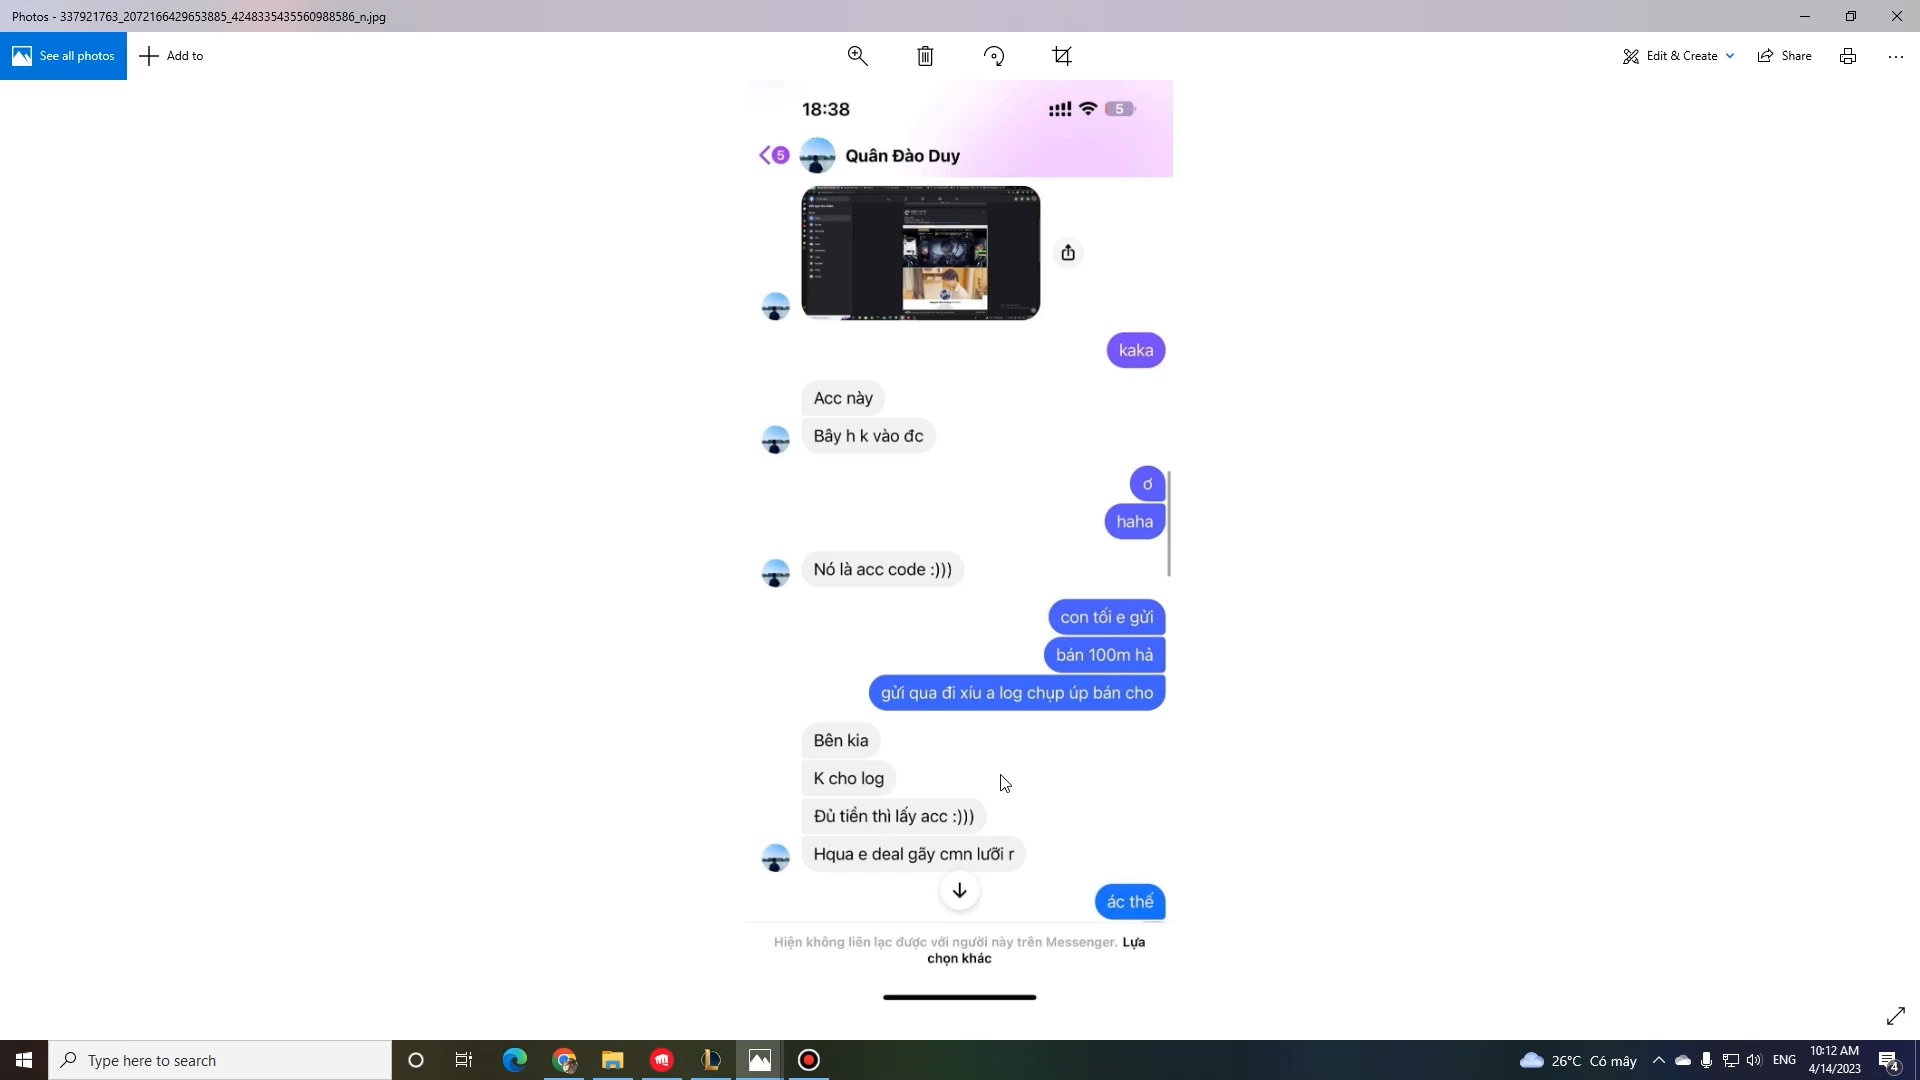 Photos - 337921763_2072166429653885_4248335435560988586_n.jpg
See all photos
Add to
Edit & Create
Share
18:38
5
5
Quân Đào Duy
kaka
Acc này
Bây h k vào đc
ơ
haha
Nó là acc code :)))
con tối e gửi
bán 100m hả
gửi qua đi xíu a log chụp úp bán cho
Bên kia
K cho log
Đủ tiền thì lấy acc :)))
Hqua e deal gãy cmn lưỡi r
ác thế
Hiện không liên lạc được với người này trên Messenger. Lựa
chọn khác
Type here to search
26°C Có mây
ENG
10:12 AM
4/14/2023
4